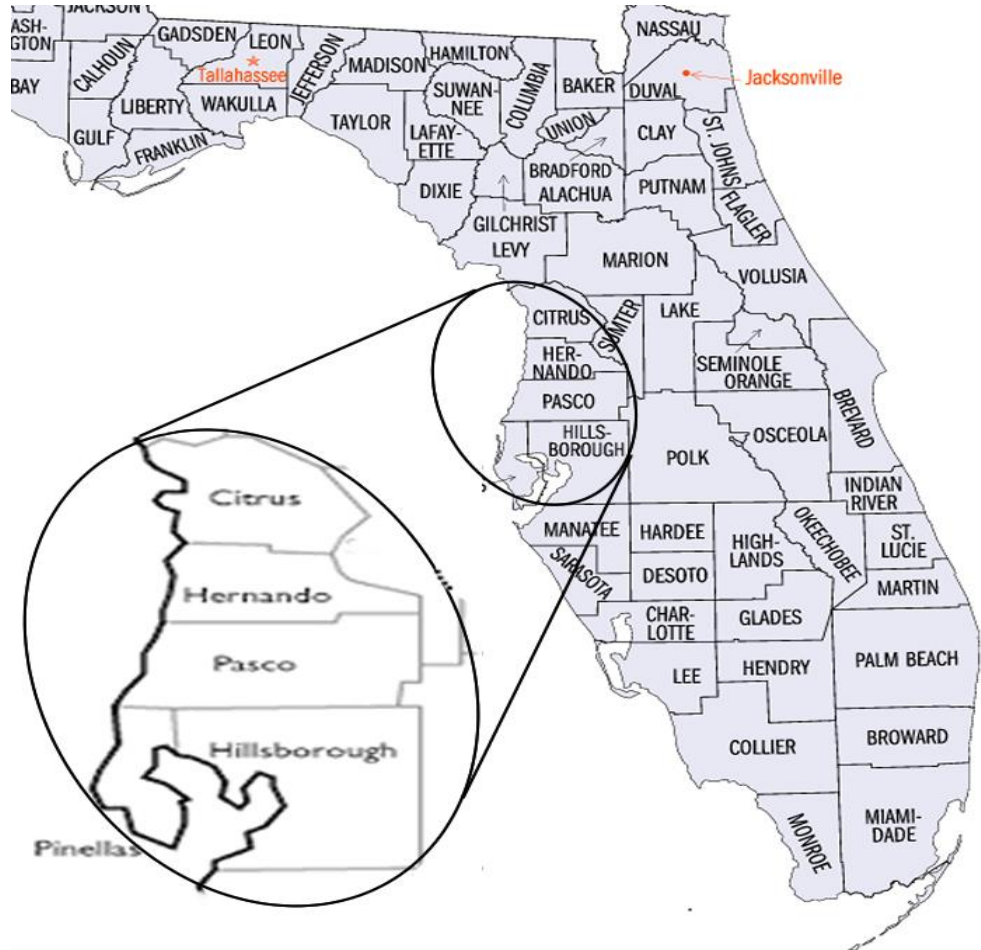 JACKSON
ASH-
GTON
BAY
CALHOUN
GULF
GADSDEN
LIBERTY
FRANKLIN
LEON
Tallahassee
WAKULLA
JEFFERSON
MADISON
TAYLOR
HAMILTON
SUWAN-
NEE
LAFAY-
ETTE
DIXIE
COLUMBIA
BAKER
UNION
BRADFORD
ALACHUA
GILCHRIST
LEVY
NASSAU
DUVAL
Jacksonville
CLAY
ST. JOHNS
PUTNAM
FLAGLER
MARION
VOLUSIA
CITRUS
SUMTER
LAKE
HER-
NANDO
SEMINOLE
ORANGE
PASCO
HILLS-
BOROUGH
POLK
OSCEOLA
BREVARD
INDIAN
RIVER
MANATEE
HARDEE
HIGH-
LANDS
OKEECHOBEE
ST.
LUCIE
SARASOTA
DESOTO
MARTIN
CHAR-
LOTTE
GLADES
LEE
HENDRY
PALM BEACH
COLLIER
BROWARD
MONROE
MIAMI-
DADE
Citrus
Hernando
Pasco
Hillsborough
Pinellas